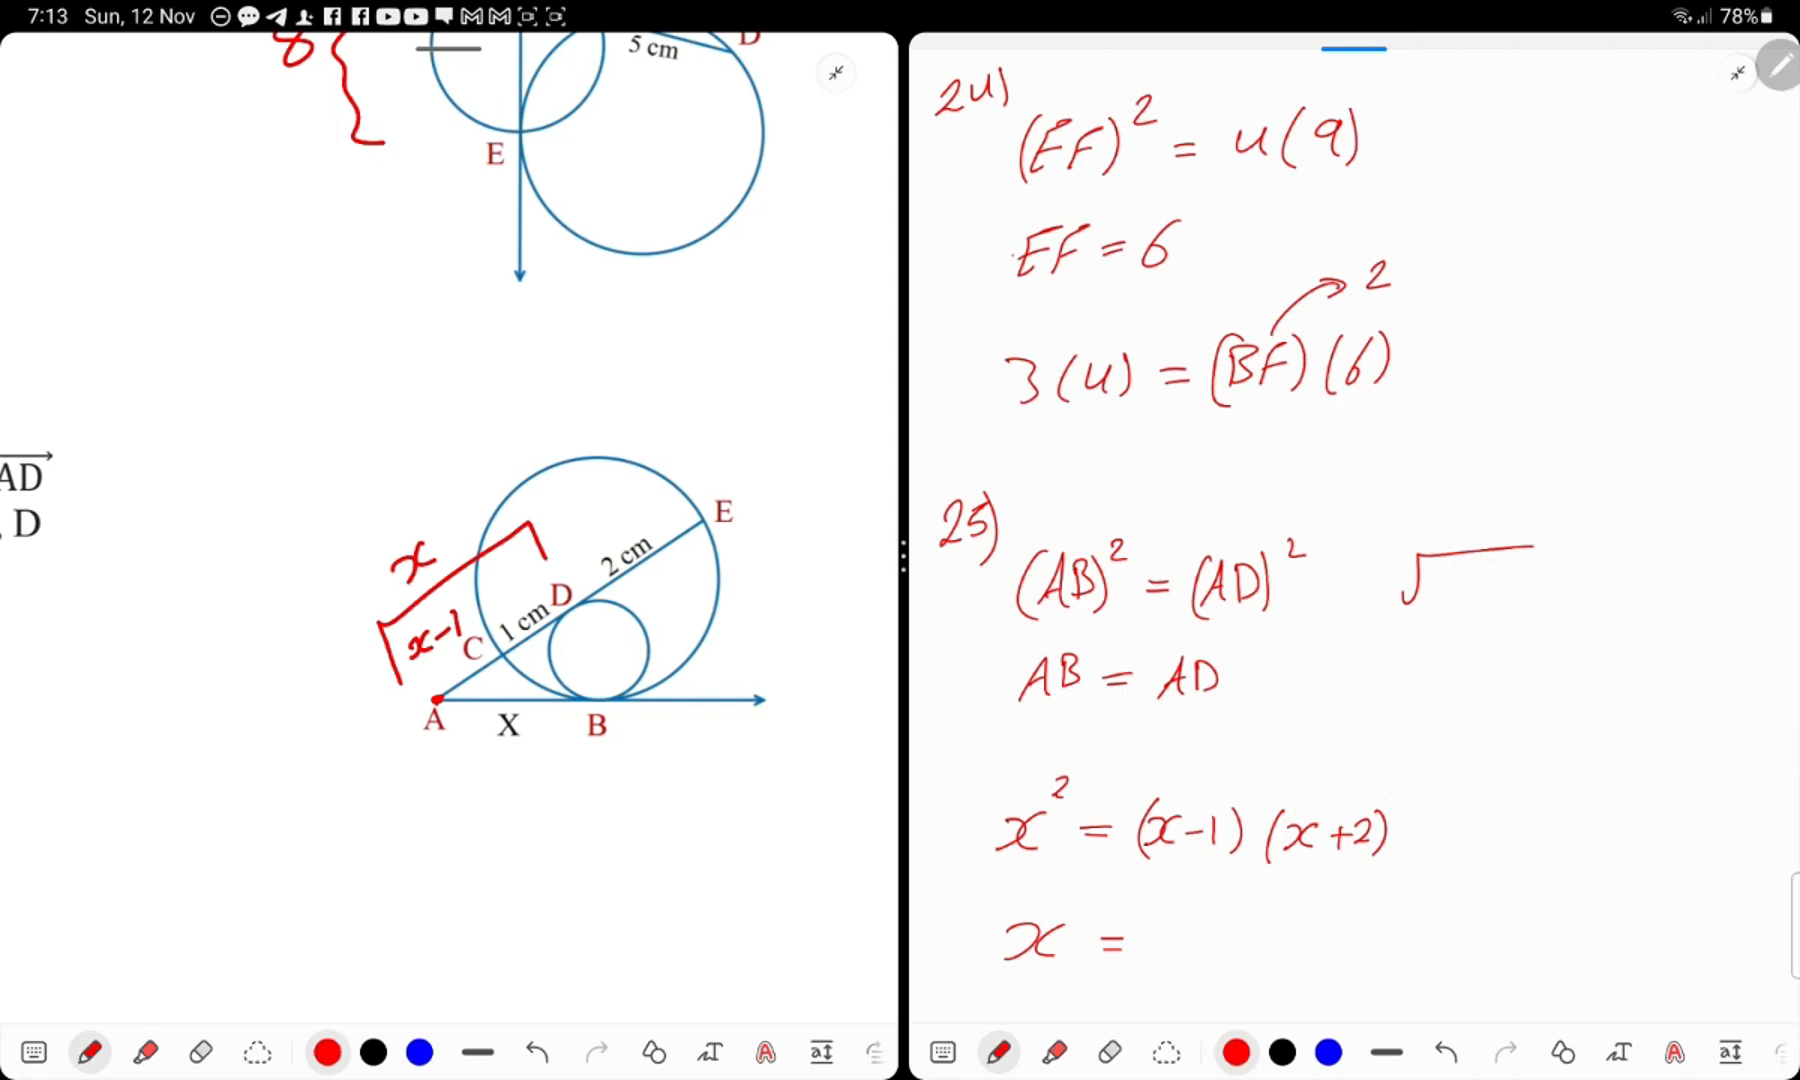 7:13 Sun, 12 Nov
78%
8
5 cm
D
E
AD
, D
x
x-1
C
1 cm
D
2 cm
E
A
X
B
24)
(EF)² = 4(9)
EF = 6
2
3(4) = (BF)(6)
25)
(AB)² = (AD)² √
AB = AD
x² = (x-1)(x+2)
x =